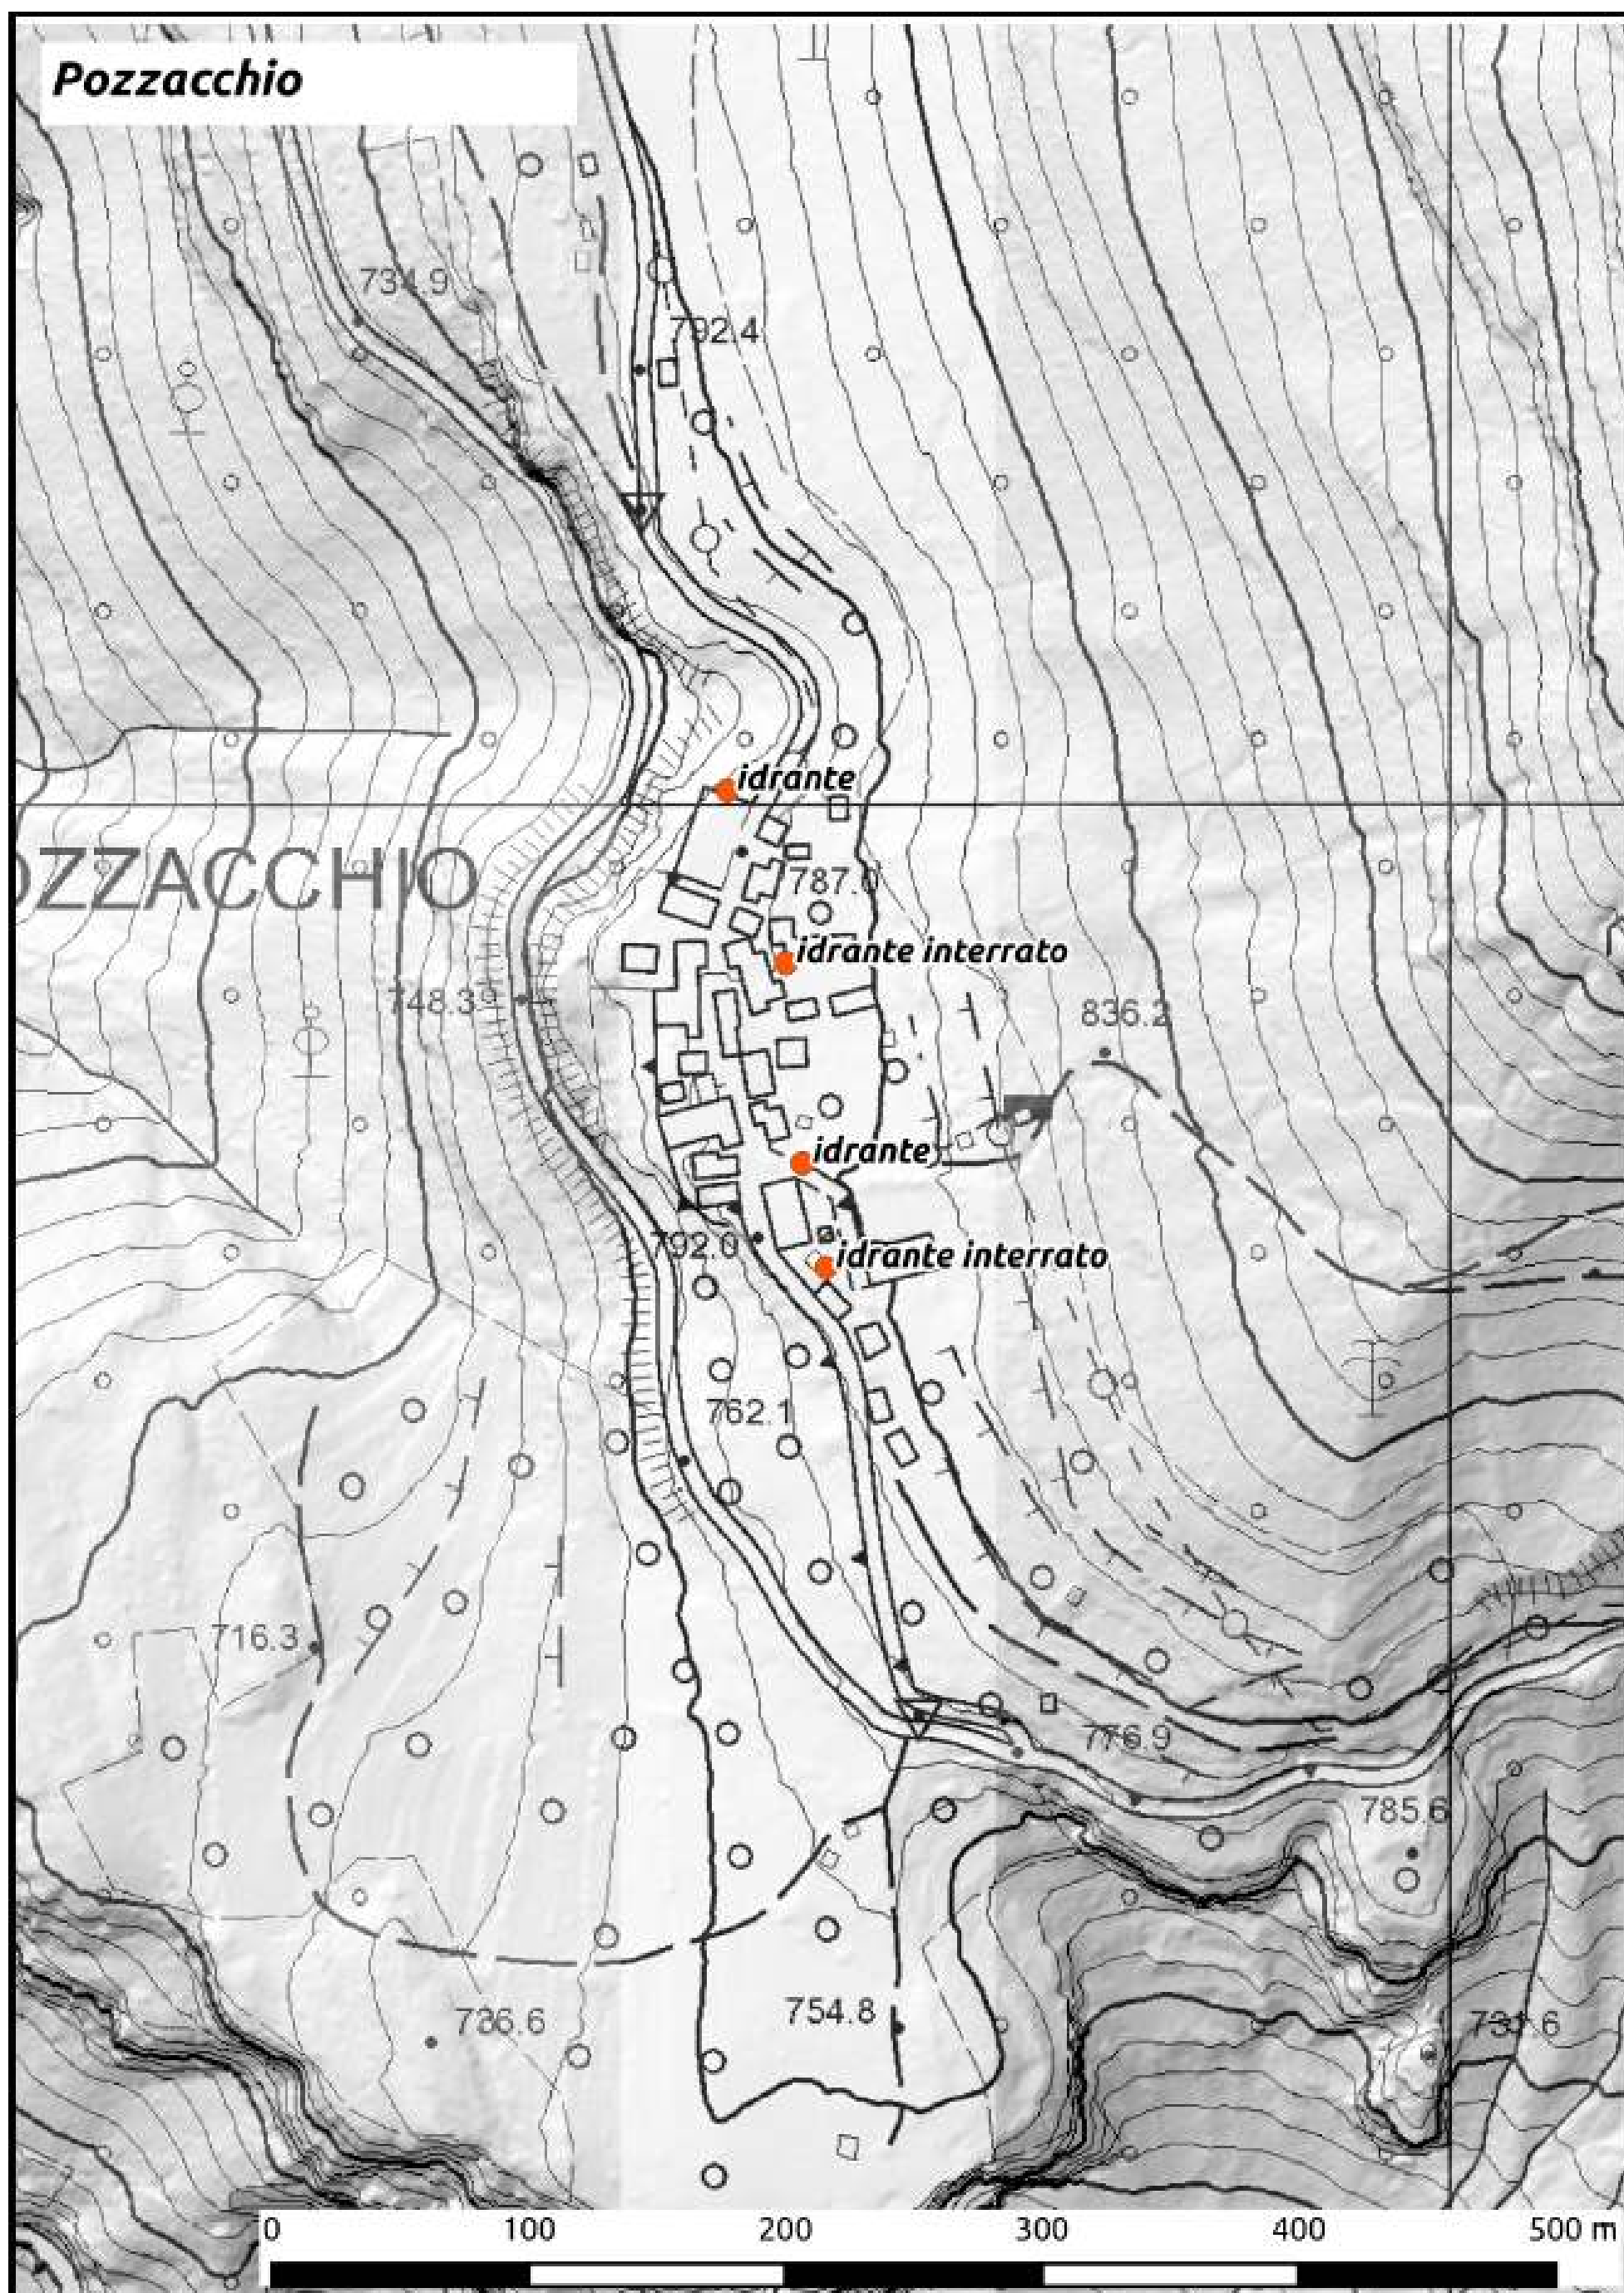 Pozzacchio
734.9
792.4
idrante
OZZACCHIO
787.0
idrante interrato
748.3
836.2
idrante
792.0
idrante interrato
762.1
716.3
776.9
785.6
736.6
754.8
0 100 200 300 400 500 m